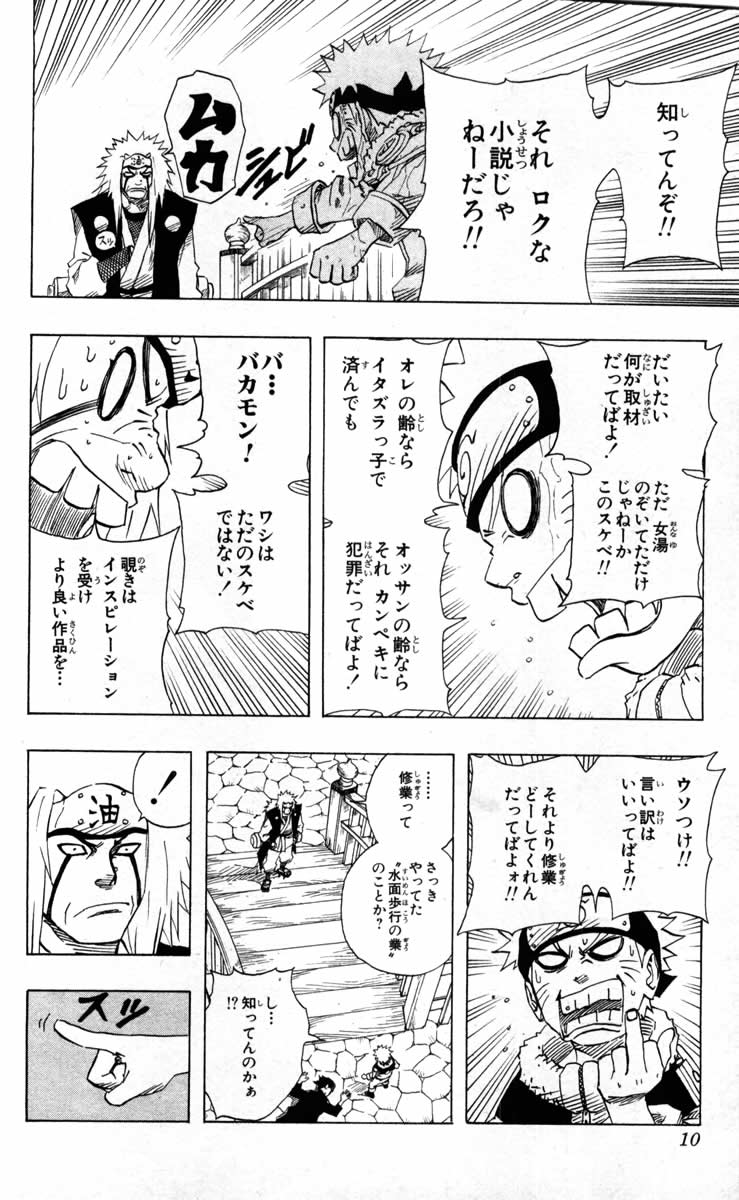 知ってんぞ!!
それ ロクな
小説じゃ
ねーだろ!!
シュビ
ムカ
スッ
だいたい
何が取材
だってばよ!
ただ 女湯
のぞいてただけ
じゃねーか
このスケベ!!
オレの齢なら
イタズラっ子で
済んでも
オッサンの齢なら
それ カンペキに
犯罪だってばよ!
バ…
バカモン!
ワシは
ただのスケベ
ではない!
覗きは
インスピレーション
を受け
より良い作品を…
ウソつけ!!
言い訳は
いいってばよ!!
それより修業
どーしてくれん
だってばよォ!!
……
修業って
さっき
やってた
〝水面歩行の業〟
のことか?
し…
知ってんのかぁ
!?
!
油
スッ
10